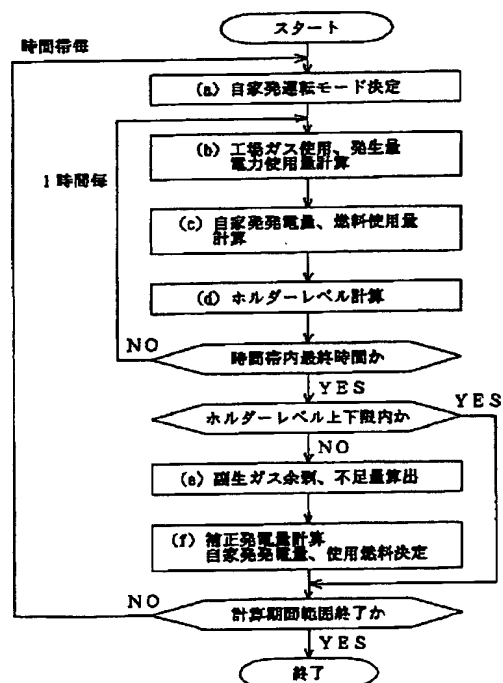 スタート
時間帯毎
(a) 自家発運転モード決定
(b) 工場ガス使用、発生量
電力使用量計算
1時間毎
(c) 自家発発電量、燃料使用量
計算
(d) ホルダーレベル計算
NO
時間帯内最終時間か
YES
YES
ホルダーレベル上下限内か
NO
(e) 副生ガス余剰、不足量算出
(f) 補正発電量計算
自家発発電量、使用燃料決定
NO
計算期間範囲終了か
YES
終了